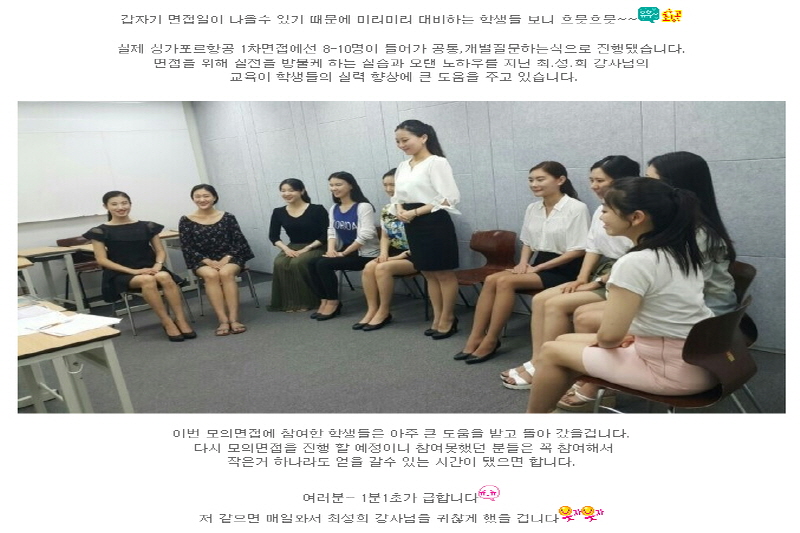 갑자기 면접일이 나올수 있기 때문에 미리미리 대비하는 학생들 보니 흐뭇흐뭇~~
실제 싱가포르항공 1차면접에선 8-10명이 들어가 공통,개별질문하는식으로 진행됐습니다.
면접을 위해 실전을 방불케 하는 실습과 오랜 노하우를 지닌 최.성.희 강사님의
교육이 학생들의 실력 향상에 큰 도움을 주고 있습니다.
이번 모의면접에 참여한 학생들은 아주 큰 도움을 받고 돌아 갔을겁니다.
다시 모의면접을 진행 할 예정이니 참여못했던 분들은 꼭 참여해서
작은거 하나라도 얻을 갈수 있는 시간이 됐으면 합니다.
여러분- 1분1초가 급합니다
저 같으면 매일와서 최성희 강사님을 귀찮게 했을 겁니다